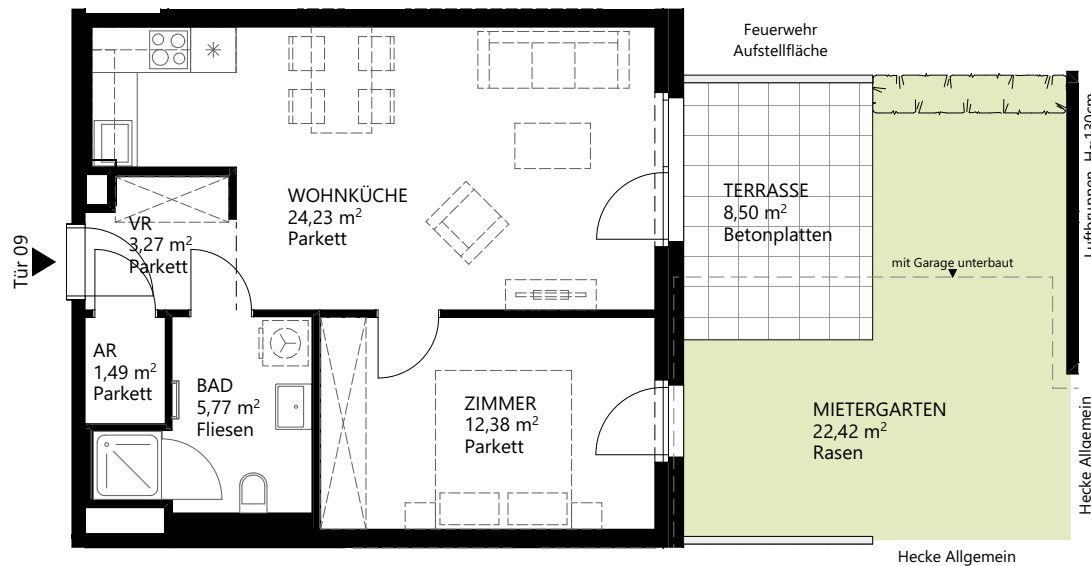 Feuerwehr
Aufstellfläche
Luftbrunnen, H=130cm
WOHNKÜCHE
24,23 m²
Parkett
TERRASSE
8,50 m²
Betonplatten
VR
3,27 m²
Parkett
Tür 09
mit Garage unterbaut
AR
1,49 m²
Parkett
BAD
5,77 m²
Fliesen
ZIMMER
12,38 m²
Parkett
MIETERGARTEN
22,42 m²
Rasen
Hecke Allgemein
Hecke Allgemein